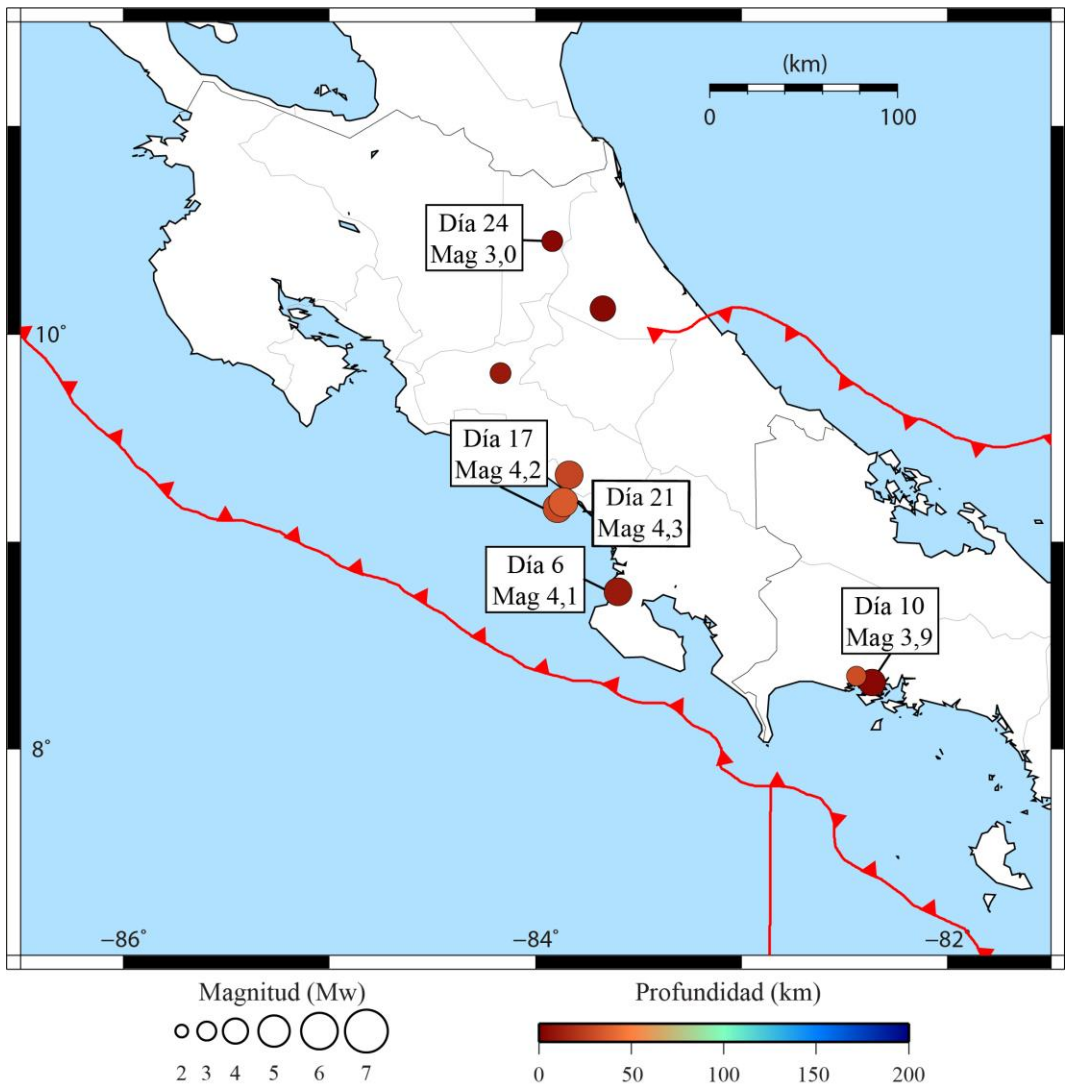 (km)
0 100
Día 24
Mag 3,0
10°
Día 17
Mag 4,2
Día 21
Mag 4,3
Día 6
Mag 4,1
Día 10
Mag 3,9
8°
−86° −84° −82°
Magnitud (Mw)
2 3 4 5 6 7
Profundidad (km)
0 50 100 150 200